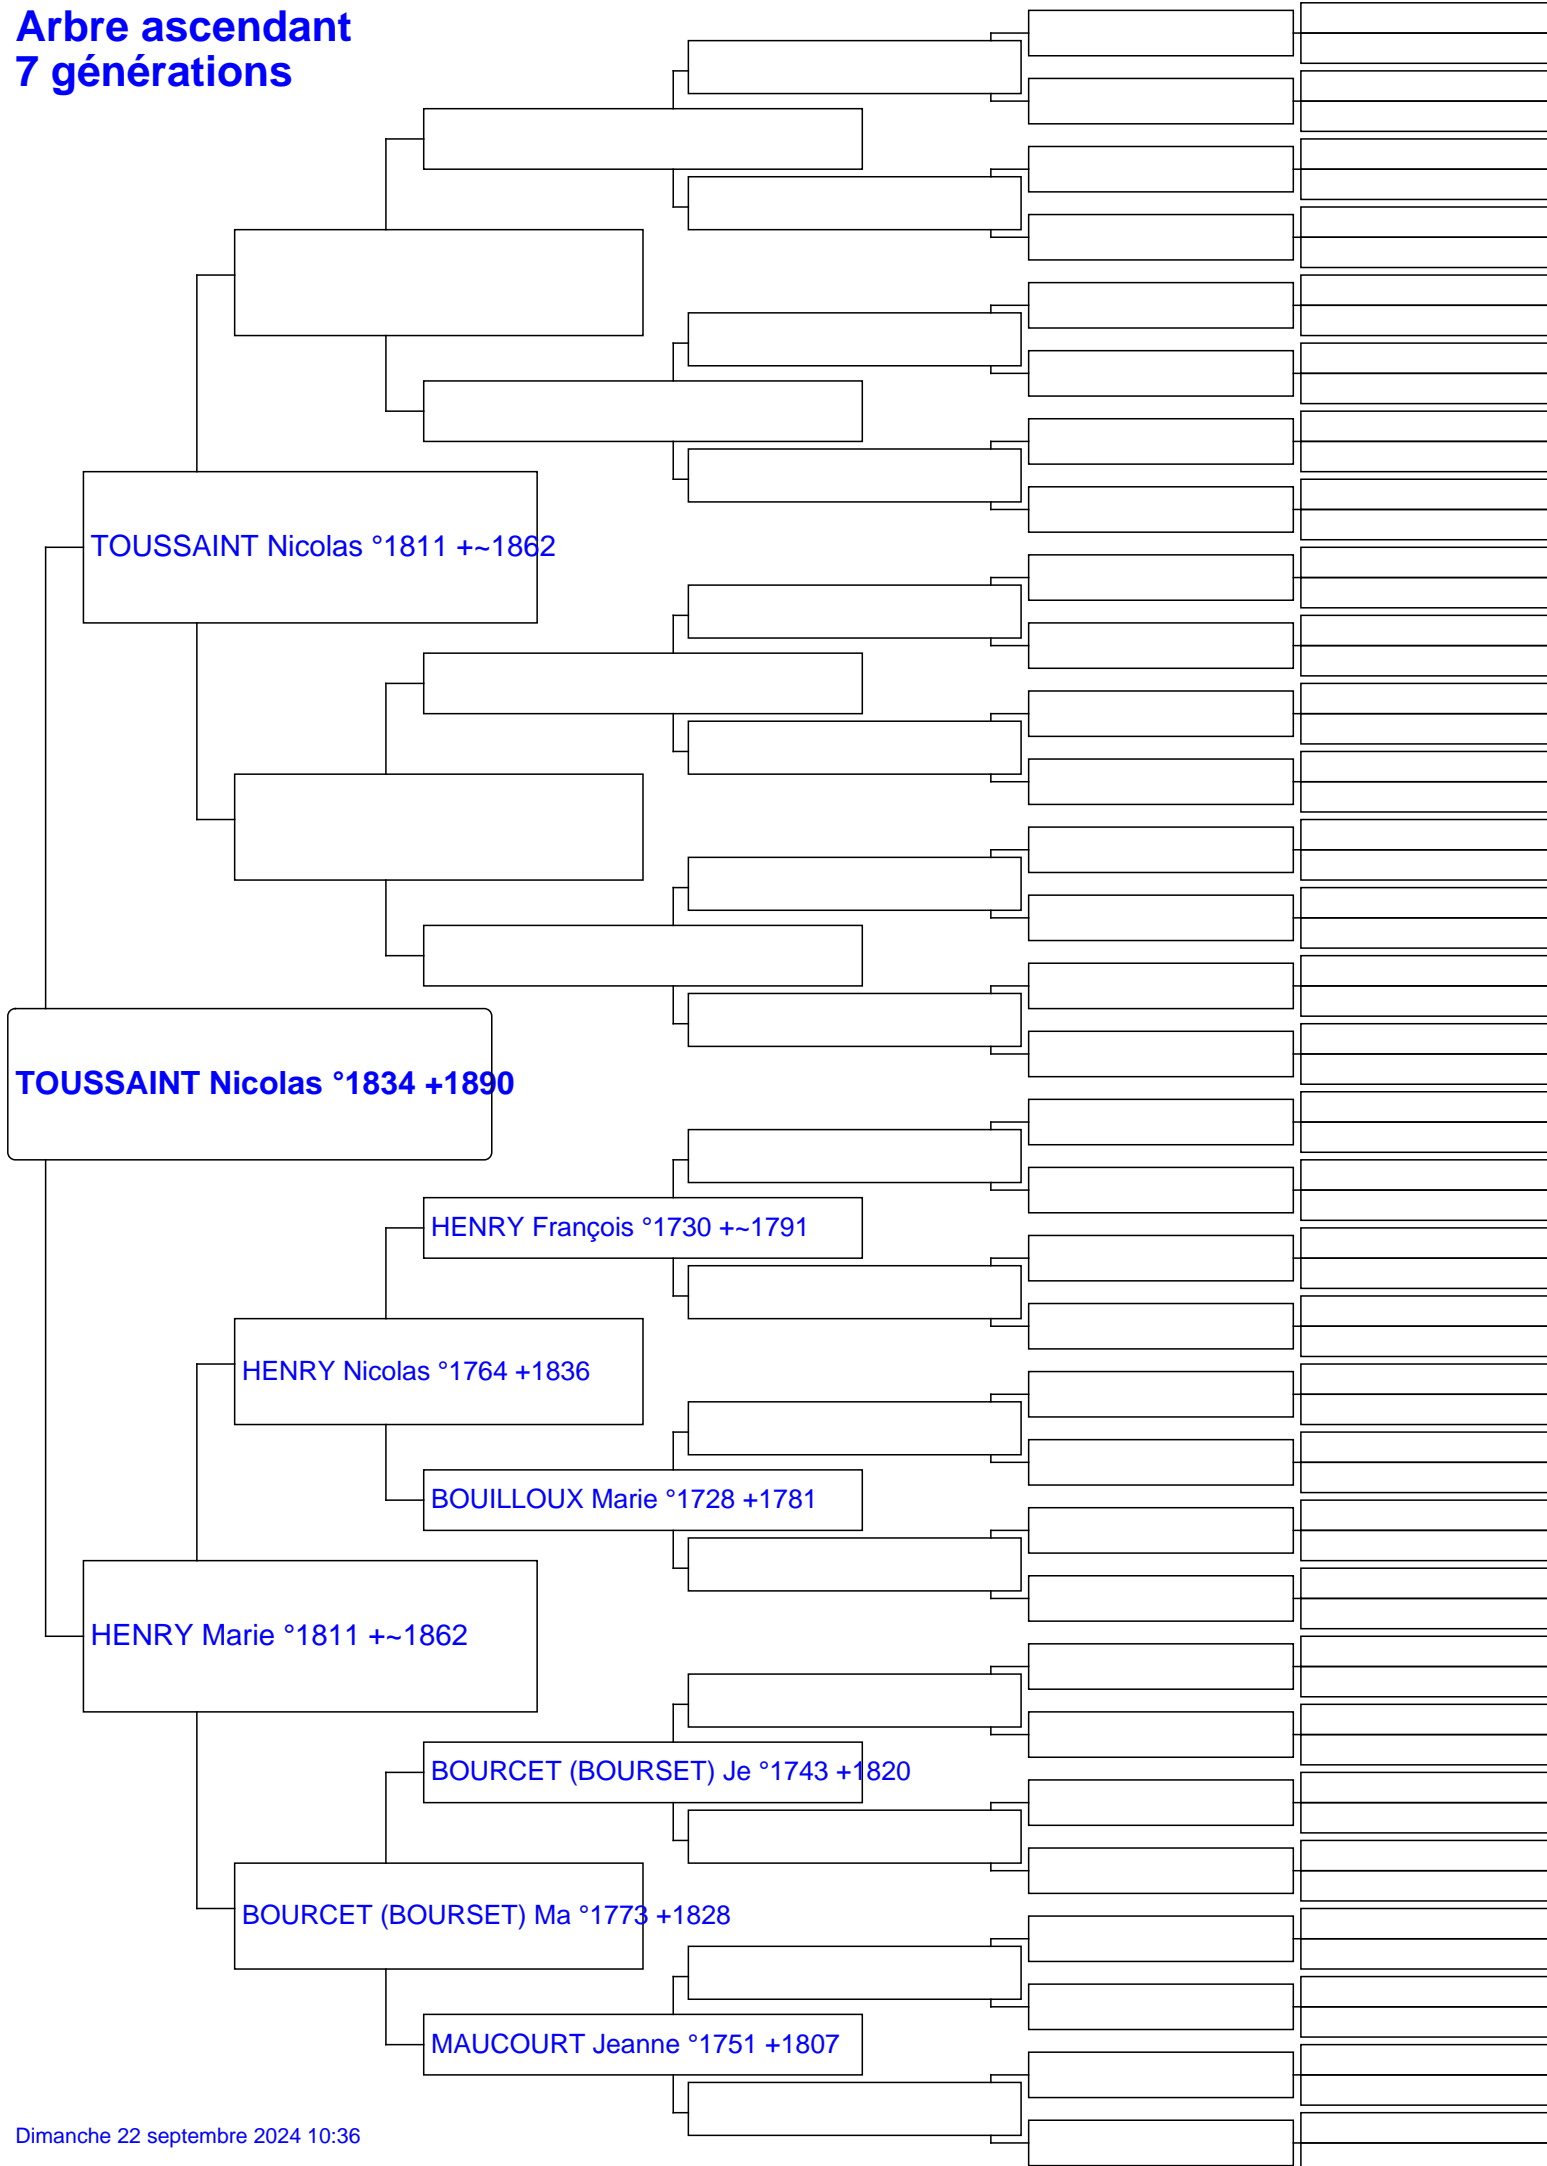 Arbre ascendant
7 générations
TOUSSAINT Nicolas °1811 +~1862
TOUSSAINT Nicolas °1834 +1890
HENRY François °1730 +~1791
HENRY Nicolas °1764 +1836
BOUILLOUX Marie °1728 +1781
HENRY Marie °1811 +~1862
BOURCET (BOURSET) Je °1743 +1820
BOURCET (BOURSET) Ma °1773 +1828
MAUCOURT Jeanne °1751 +1807
Dimanche 22 septembre 2024 10:36